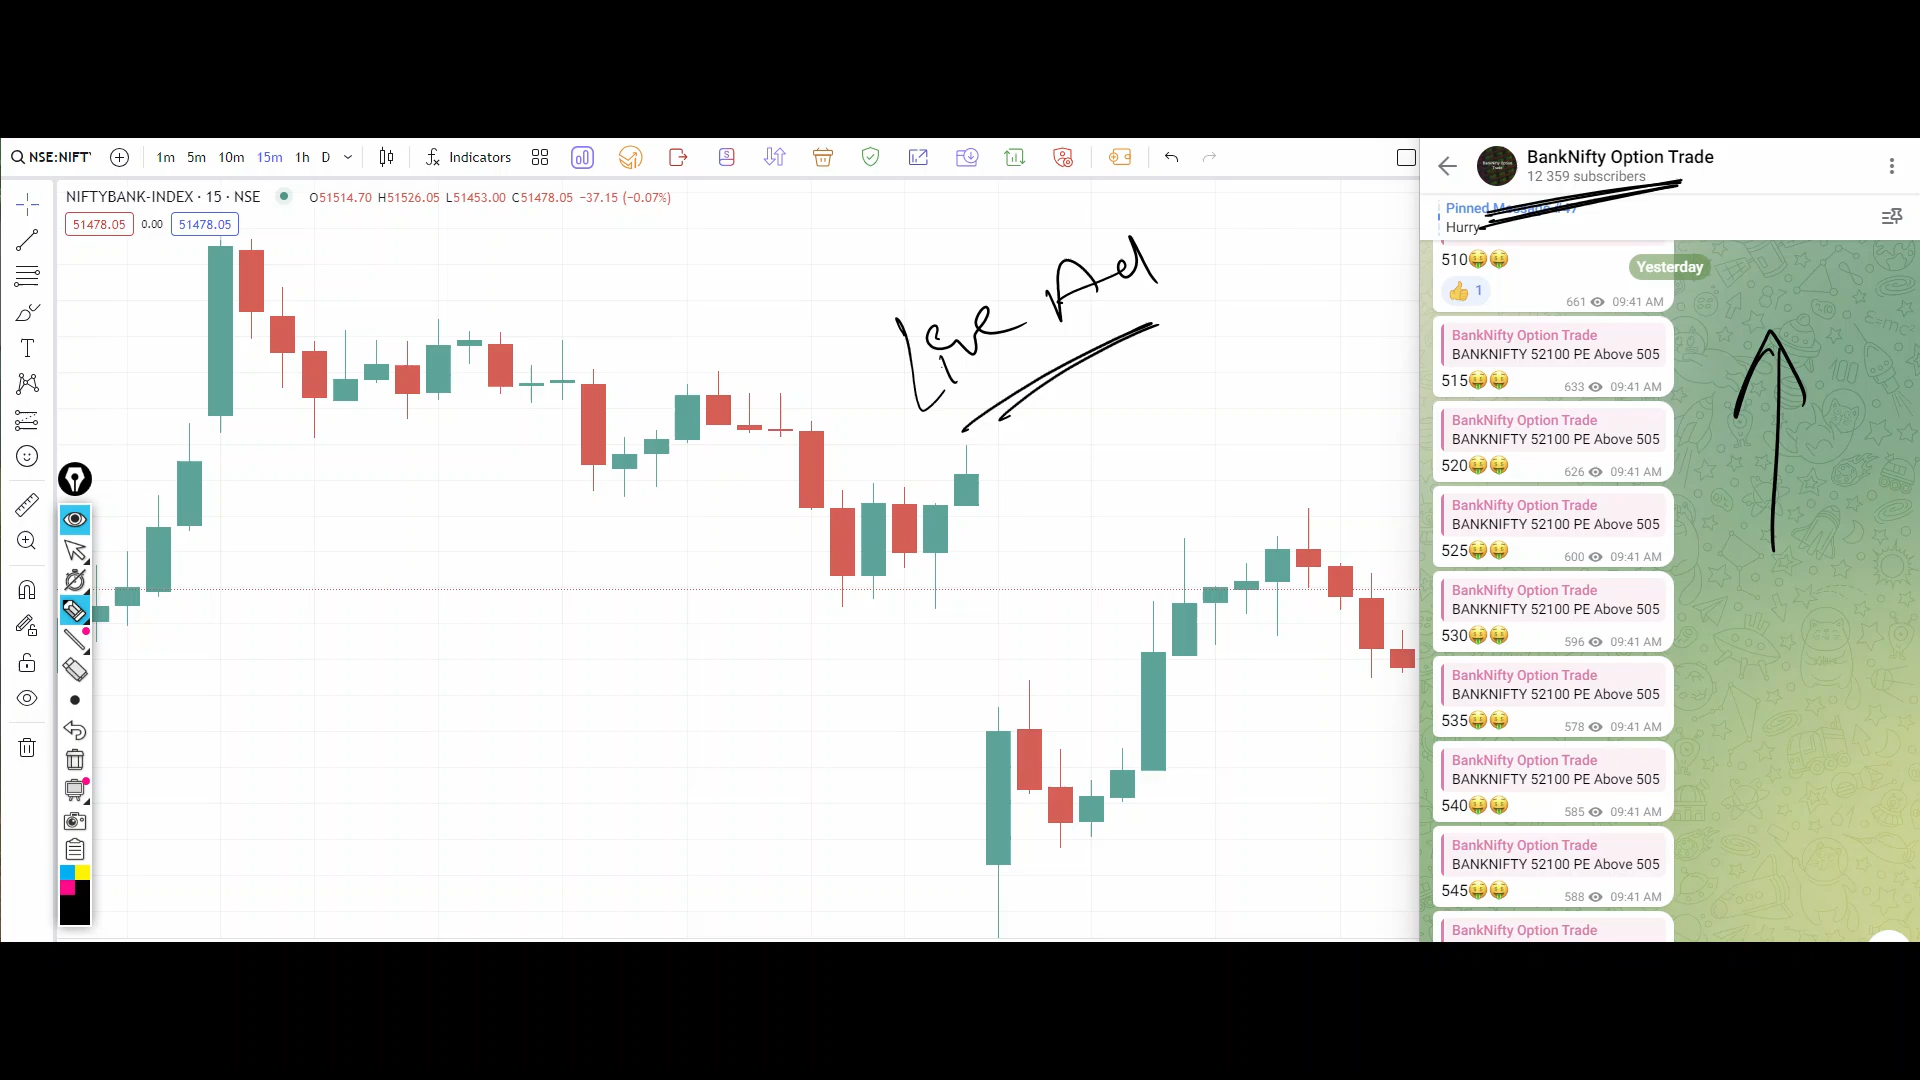 NSE:NIFTY
1m 5m 10m 15m 1h D
Indicators
NIFTYBANK-INDEX · 15 · NSE O51514.70 H51526.05 L51453.00 C51478.05 -37.15 (-0.07%)
51478.05 0.00 51478.05
Live Ad
BankNifty Option Trade
12 359 subscribers
Pinned Message #47
Hurry
Yesterday
510🤑🤑
👍 1
661 09:41 AM
BankNifty Option Trade
BANKNIFTY 52100 PE Above 505
515🤑🤑
633 09:41 AM
BankNifty Option Trade
BANKNIFTY 52100 PE Above 505
520🤑🤑
626 09:41 AM
BankNifty Option Trade
BANKNIFTY 52100 PE Above 505
525🤑🤑
600 09:41 AM
BankNifty Option Trade
BANKNIFTY 52100 PE Above 505
530🤑🤑
596 09:41 AM
BankNifty Option Trade
BANKNIFTY 52100 PE Above 505
535🤑🤑
578 09:41 AM
BankNifty Option Trade
BANKNIFTY 52100 PE Above 505
540🤑🤑
585 09:41 AM
BankNifty Option Trade
BANKNIFTY 52100 PE Above 505
545🤑🤑
588 09:41 AM
BankNifty Option Trade